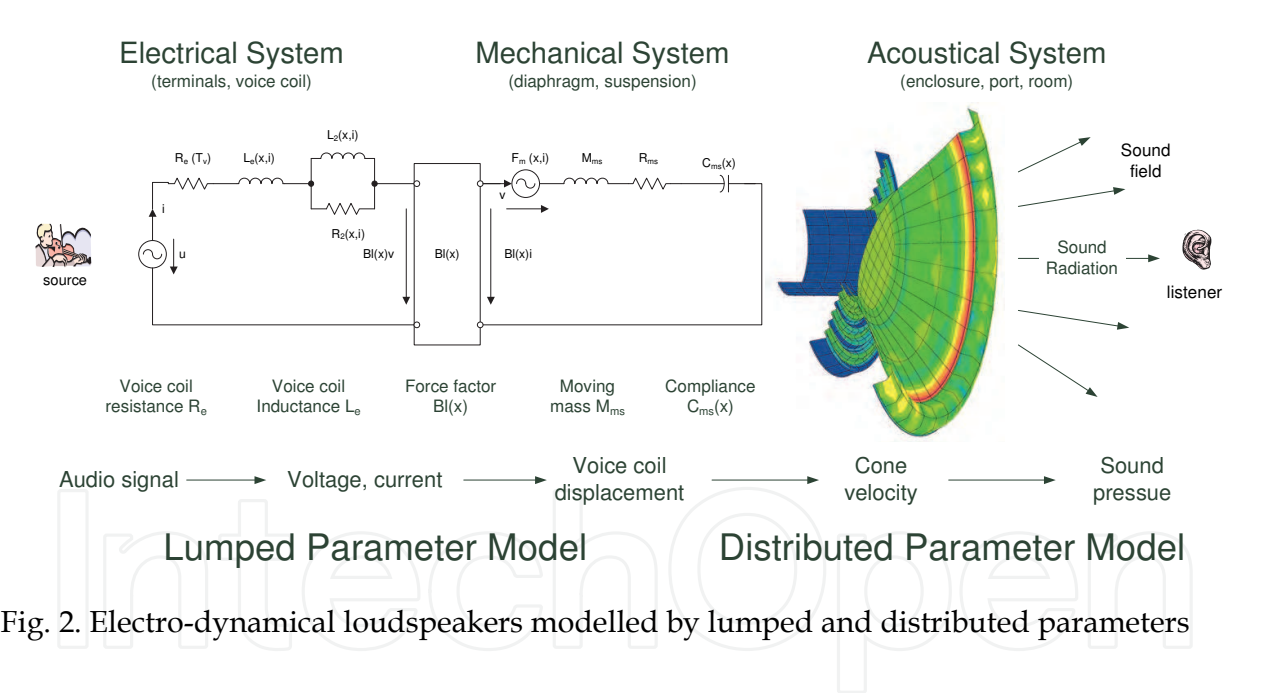 Electrical System
(terminals, voice coil)
Mechanical System
(diaphragm, suspension)
Acoustical System
(enclosure, port, room)
L2(x,i)
Re (Tv)
Le(x,i)
Fm (x,i)
Mms
Rms
Cms(x)
Sound
field
i
v
R2(x,i)
u
Bl(x)v
Bl(x)
Bl(x)i
Sound
Radiation
source
listener
Voice coil
resistance Re
Voice coil
Inductance Le
Force factor
Bl(x)
Moving
mass Mms
Compliance
Cms(x)
Audio signal
Voltage, current
Voice coil
displacement
Cone
velocity
Sound
pressue
Lumped Parameter Model
Distributed Parameter Model
IntechOpen
Fig. 2. Electro-dynamical loudspeakers modelled by lumped and distributed parameters